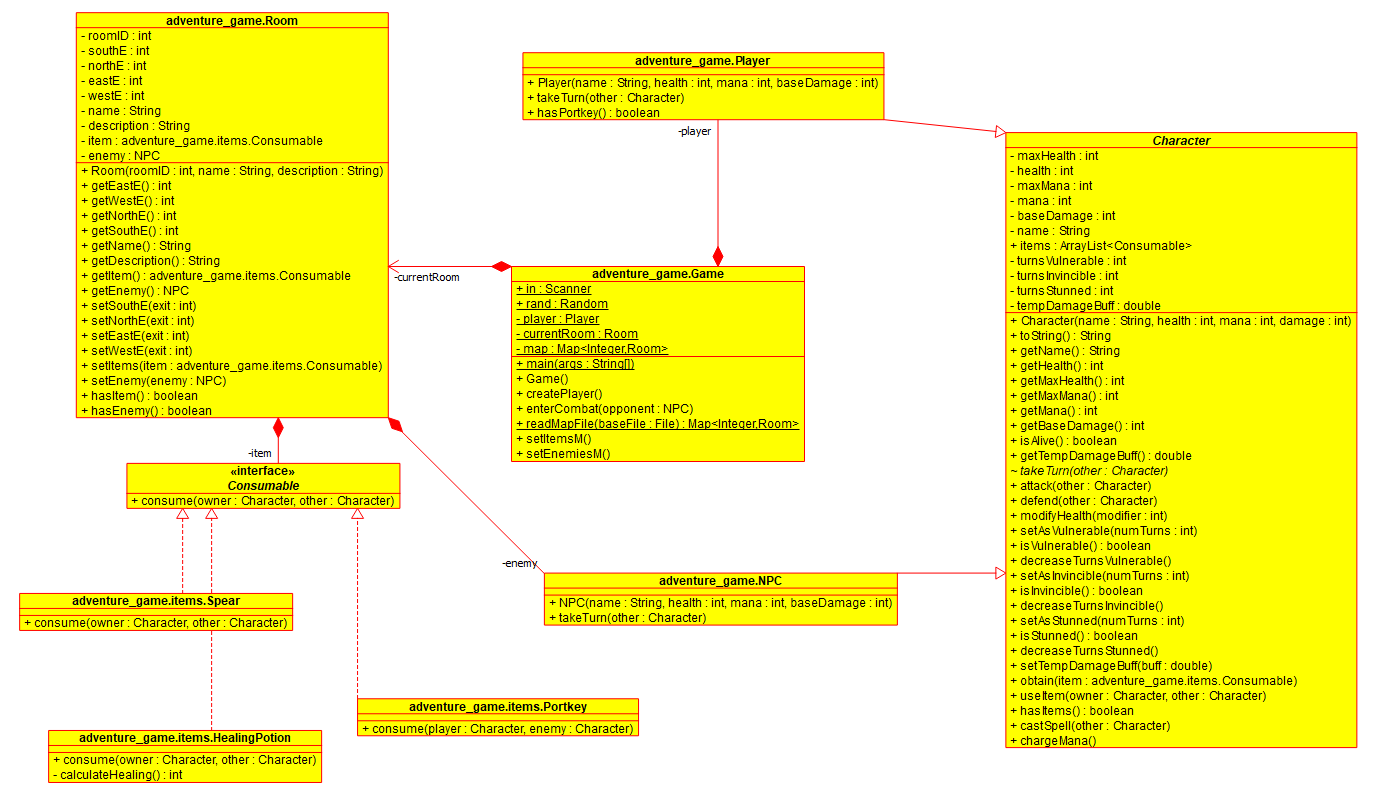 adventure_game.Room
- roomID : int
- southE : int
- northE : int
- eastE : int
- westE : int
- name : String
- description : String
- item : adventure_game.items.Consumable
- enemy : NPC
+ Room(roomID : int, name : String, description : String)
+ getEastE() : int
+ getWestE() : int
+ getNorthE() : int
+ getSouthE() : int
+ getName() : String
+ getDescription() : String
+ getItem() : adventure_game.items.Consumable
+ getEnemy() : NPC
+ setSouthE(exit : int)
+ setNorthE(exit : int)
+ setEastE(exit : int)
+ setWestE(exit : int)
+ setItems(item : adventure_game.items.Consumable)
+ setEnemy(enemy : NPC)
+ hasItem() : boolean
+ hasEnemy() : boolean
adventure_game.Player
+ Player(name : String, health : int, mana : int, baseDamage : int)
+ takeTurn(other : Character)
+ hasPortkey() : boolean
-player
Character
- maxHealth : int
- health : int
- maxMana : int
- mana : int
- baseDamage : int
- name : String
+ items : ArrayList<Consumable>
- turnsVulnerable : int
- turnsInvincible : int
- turnsStunned : int
- tempDamageBuff : double
+ Character(name : String, health : int, mana : int, damage : int)
+ toString() : String
+ getName() : String
+ getHealth() : int
+ getMaxHealth() : int
+ getMaxMana() : int
+ getMana() : int
+ getBaseDamage() : int
+ isAlive() : boolean
+ getTempDamageBuff() : double
~ takeTurn(other : Character)
+ attack(other : Character)
+ defend(other : Character)
+ modifyHealth(modifier : int)
+ setAsVulnerable(numTurns : int)
+ isVulnerable() : boolean
+ decreaseTurnsVulnerable()
+ setAsInvincible(numTurns : int)
+ isInvincible() : boolean
+ decreaseTurnsInvincible()
+ setAsStunned(numTurns : int)
+ isStunned() : boolean
+ decreaseTurnsStunned()
+ setTempDamageBuff(buff : double)
+ obtain(item : adventure_game.items.Consumable)
+ useItem(owner : Character, other : Character)
+ hasItems() : boolean
+ castSpell(other : Character)
+ chargeMana()
-currentRoom
adventure_game.Game
+ in : Scanner
+ rand : Random
- player : Player
- currentRoom : Room
- map : Map<Integer,Room>
+ main(args : String[])
+ Game()
+ createPlayer()
+ enterCombat(opponent : NPC)
+ readMapFile(baseFile : File) : Map<Integer,Room>
+ setItemsM()
+ setEnemiesM()
-item
«interface»
Consumable
+ consume(owner : Character, other : Character)
-enemy
adventure_game.NPC
+ NPC(name : String, health : int, mana : int, baseDamage : int)
+ takeTurn(other : Character)
adventure_game.items.Spear
+ consume(owner : Character, other : Character)
adventure_game.items.Portkey
+ consume(player : Character, enemy : Character)
adventure_game.items.HealingPotion
+ consume(owner : Character, other : Character)
- calculateHealing() : int